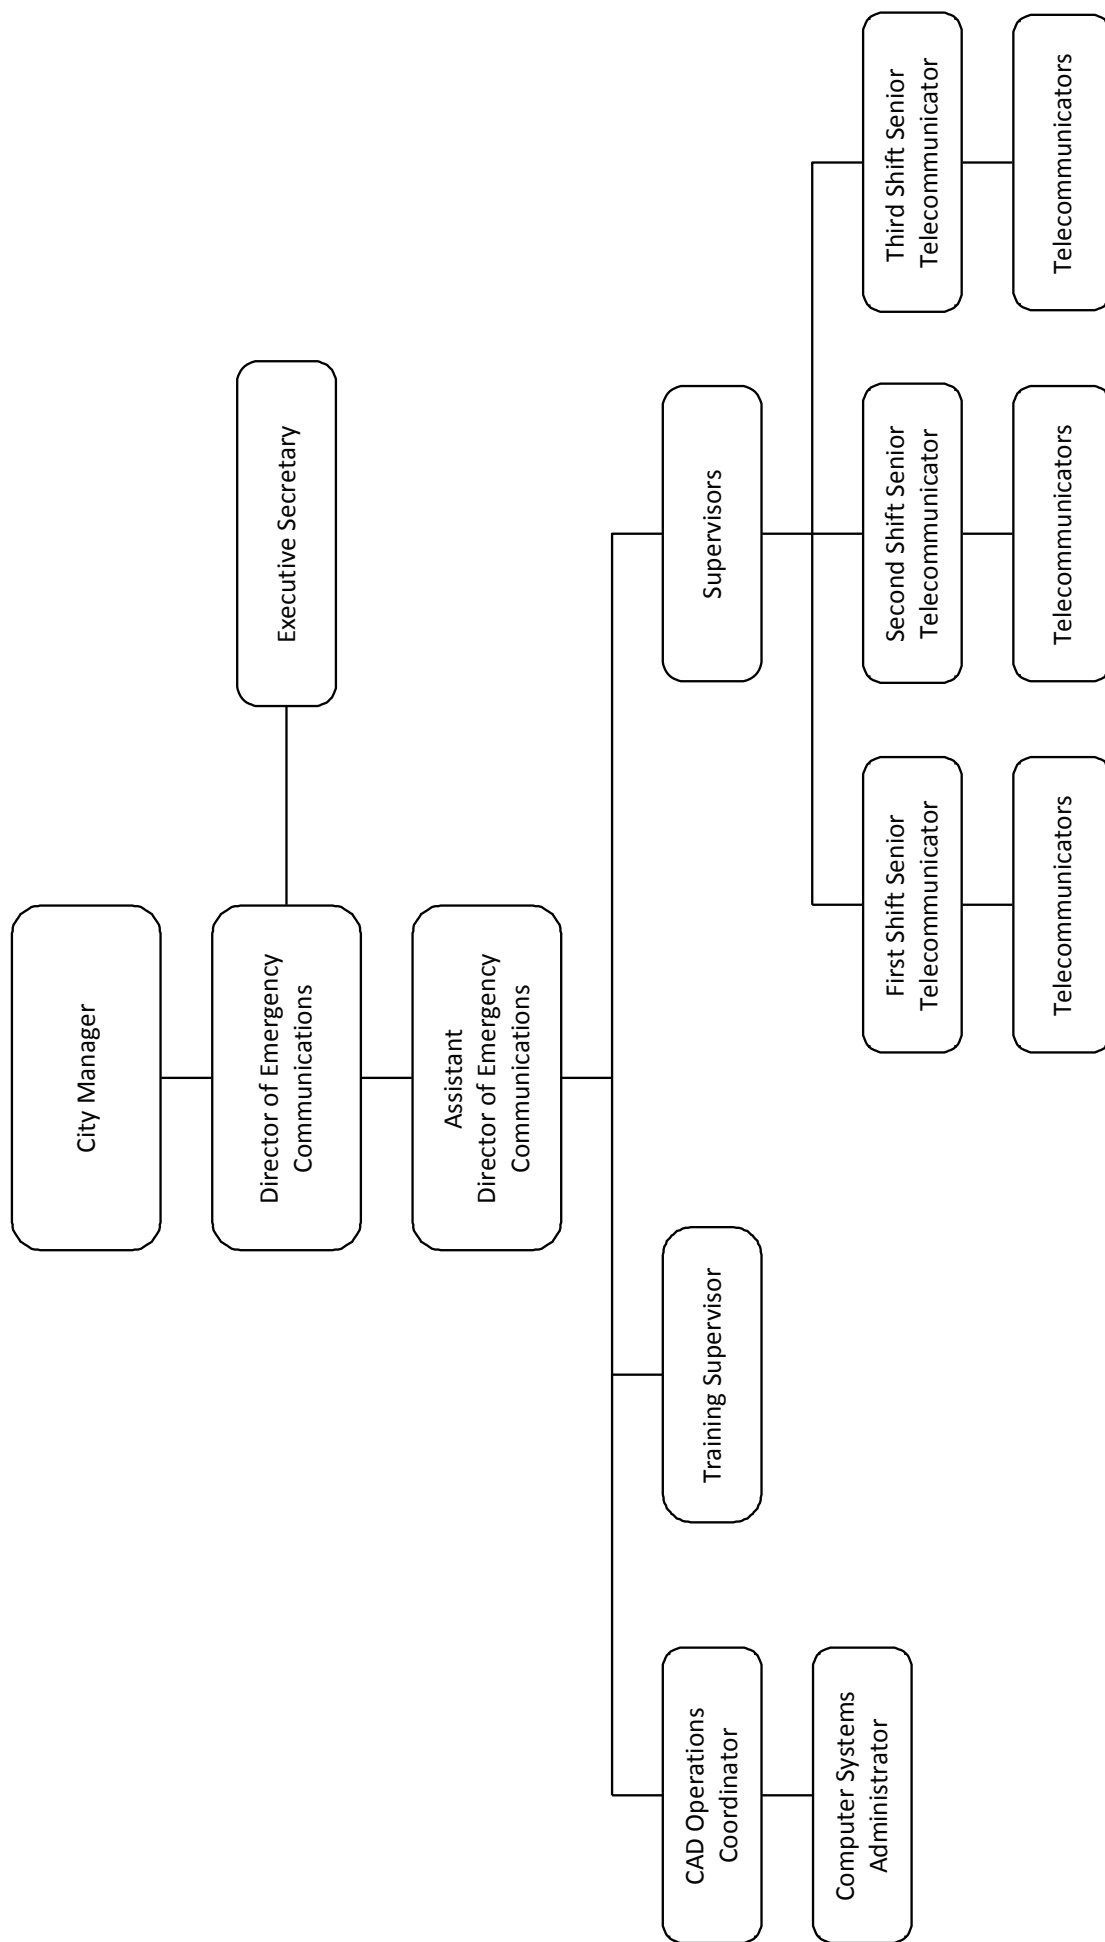 City Manager
Director of Emergency
Communications
Executive Secretary
Assistant
Director of Emergency
Communications
CAD Operations
Coordinator
Training Supervisor
Supervisors
Computer Systems
Administrator
First Shift Senior
Telecommunicator
Second Shift Senior
Telecommunicator
Third Shift Senior
Telecommunicator
Telecommunicators
Telecommunicators
Telecommunicators